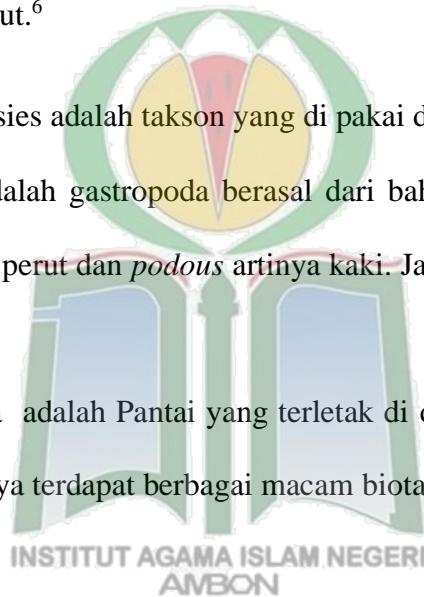 ut.⁶
sies adalah takson yang di pakai d
dalah gastropoda berasal dari bah
perut dan podous artinya kaki. Ja
adalah Pantai yang terletak di
ya terdapat berbagai macam biota
INSTITUT AGAMA ISLAM NEGERI
AMBON